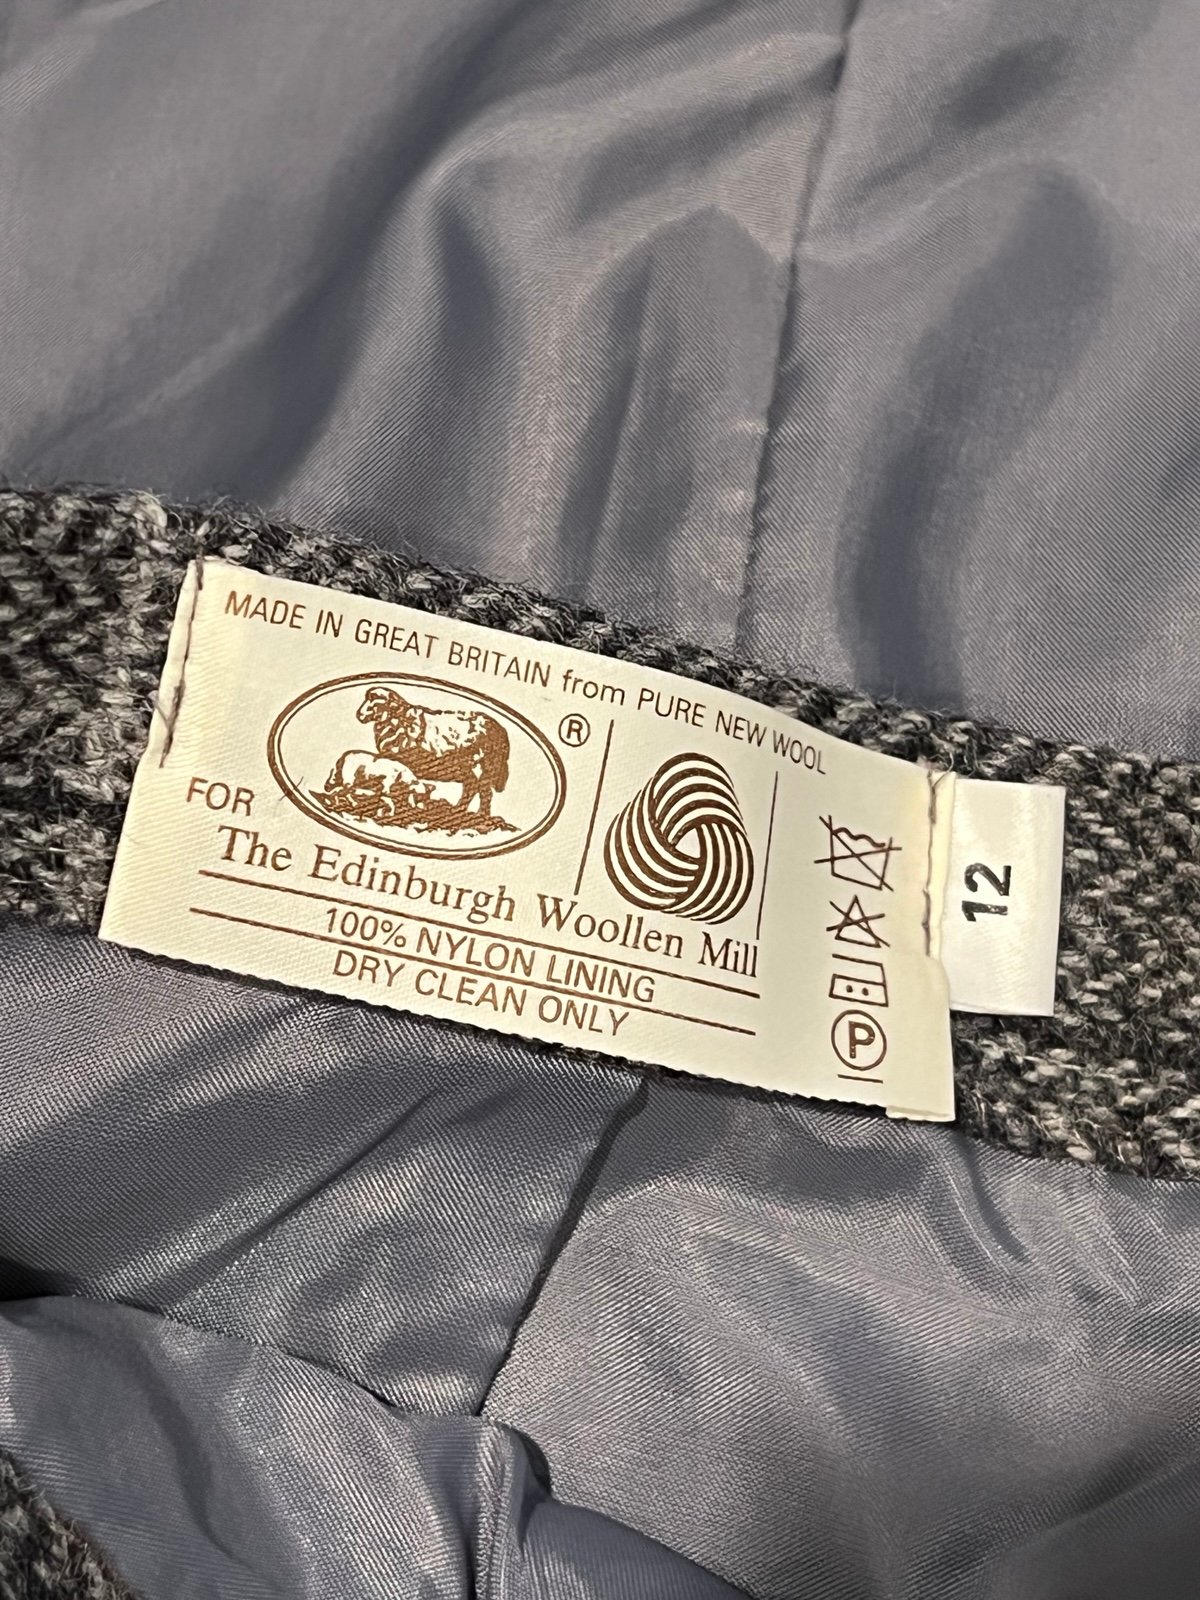 MADE IN GREAT BRITAIN from PURE NEW WOOL
®
FOR
The Edinburgh Woollen Mill
100% NYLON LINING
DRY CLEAN ONLY
P
12